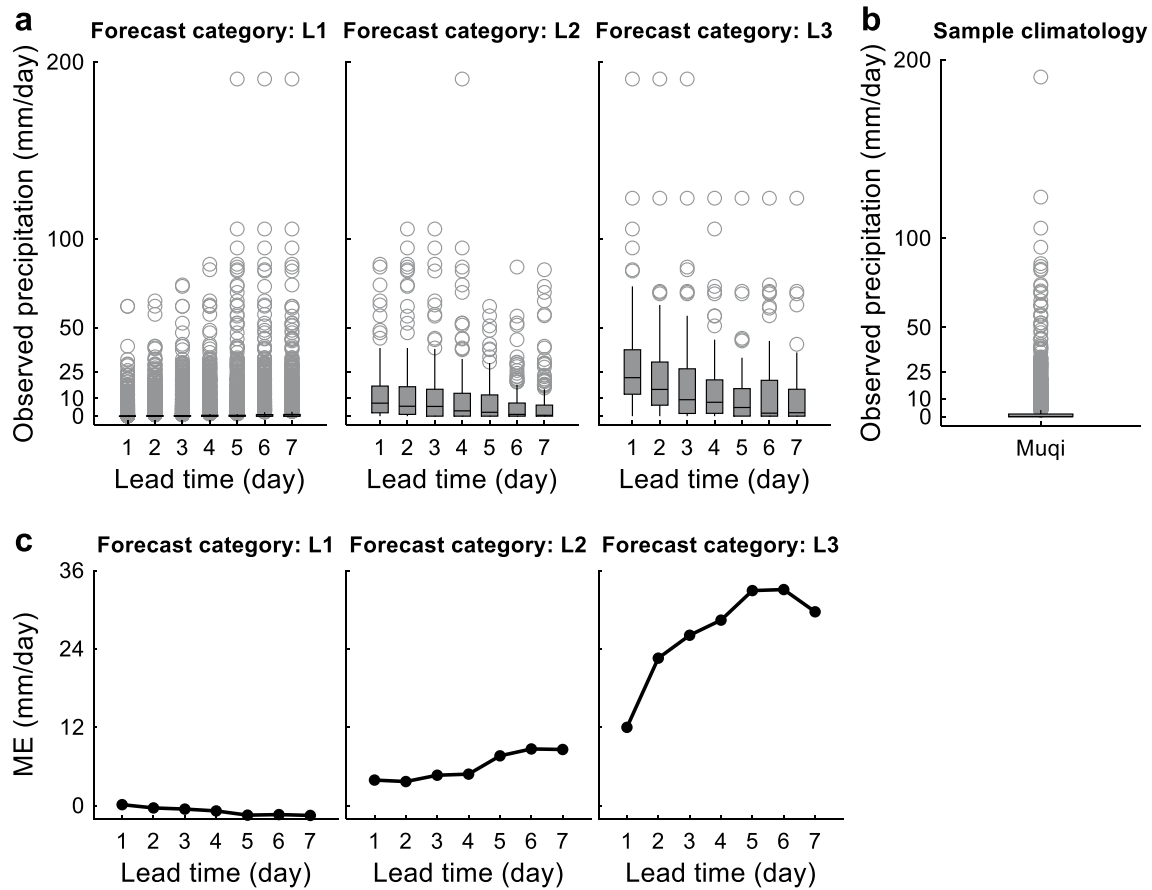 a
Forecast category: L1
Forecast category: L2
Forecast category: L3
Observed precipitation (mm/day)
200
100
50
25
10
0
1 2 3 4 5 6 7
1 2 3 4 5 6 7
1 2 3 4 5 6 7
Lead time (day)
Lead time (day)
Lead time (day)
b
Sample climatology
Observed precipitation (mm/day)
200
100
50
25
10
0
Muqi
c
Forecast category: L1
Forecast category: L2
Forecast category: L3
ME (mm/day)
36
24
12
0
1 2 3 4 5 6 7
1 2 3 4 5 6 7
1 2 3 4 5 6 7
Lead time (day)
Lead time (day)
Lead time (day)